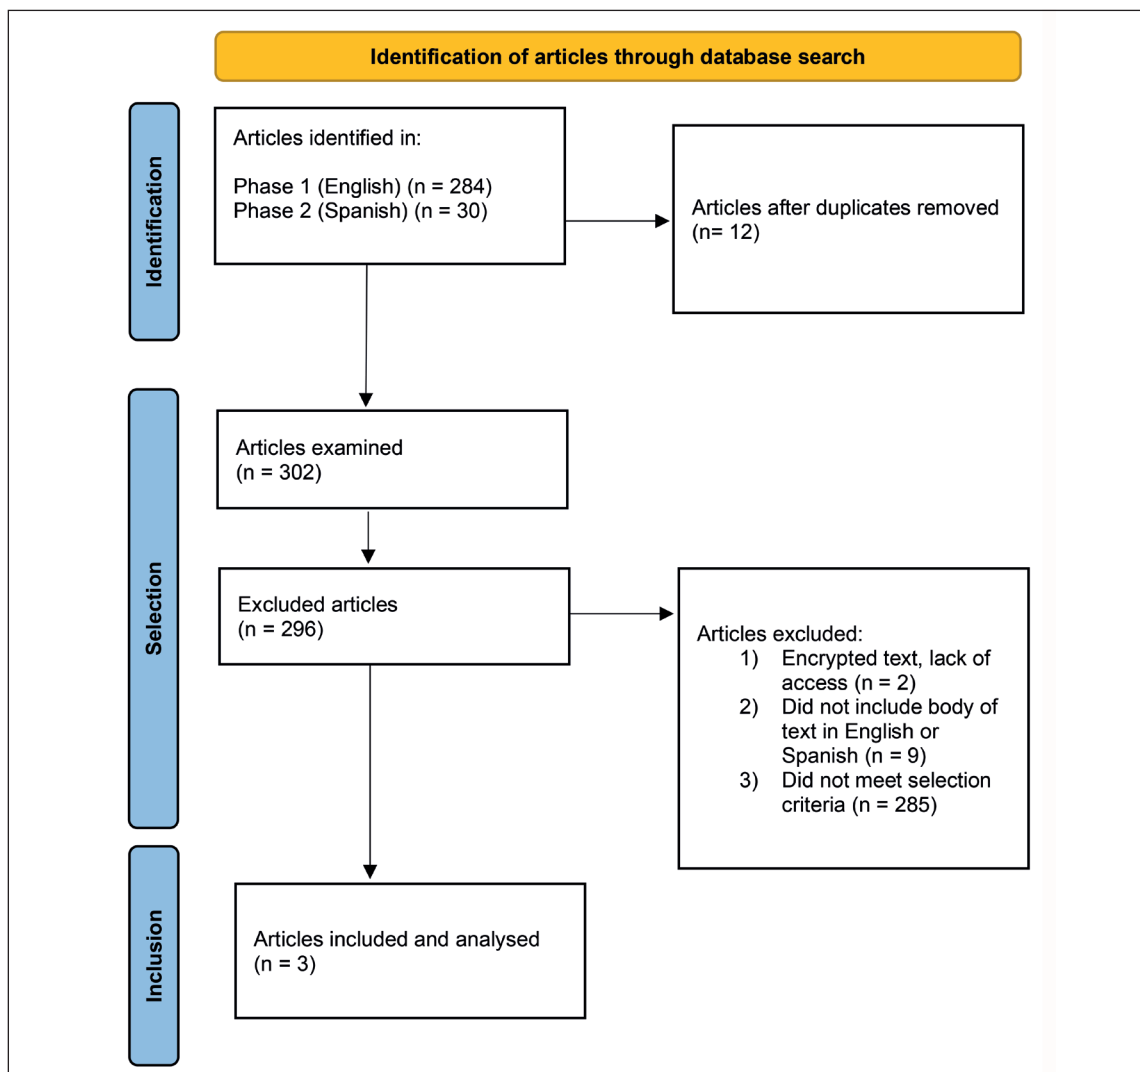 Identification of articles through database search
Identification
Articles identified in:
Phase 1 (English) (n = 284)
Phase 2 (Spanish) (n = 30)
Articles after duplicates removed
(n= 12)
Selection
Articles examined
(n = 302)
Excluded articles
(n = 296)
Articles excluded:
1) Encrypted text, lack of
access (n = 2)
2) Did not include body of
text in English or
Spanish (n = 9)
3) Did not meet selection
criteria (n = 285)
Inclusion
Articles included and analysed
(n = 3)